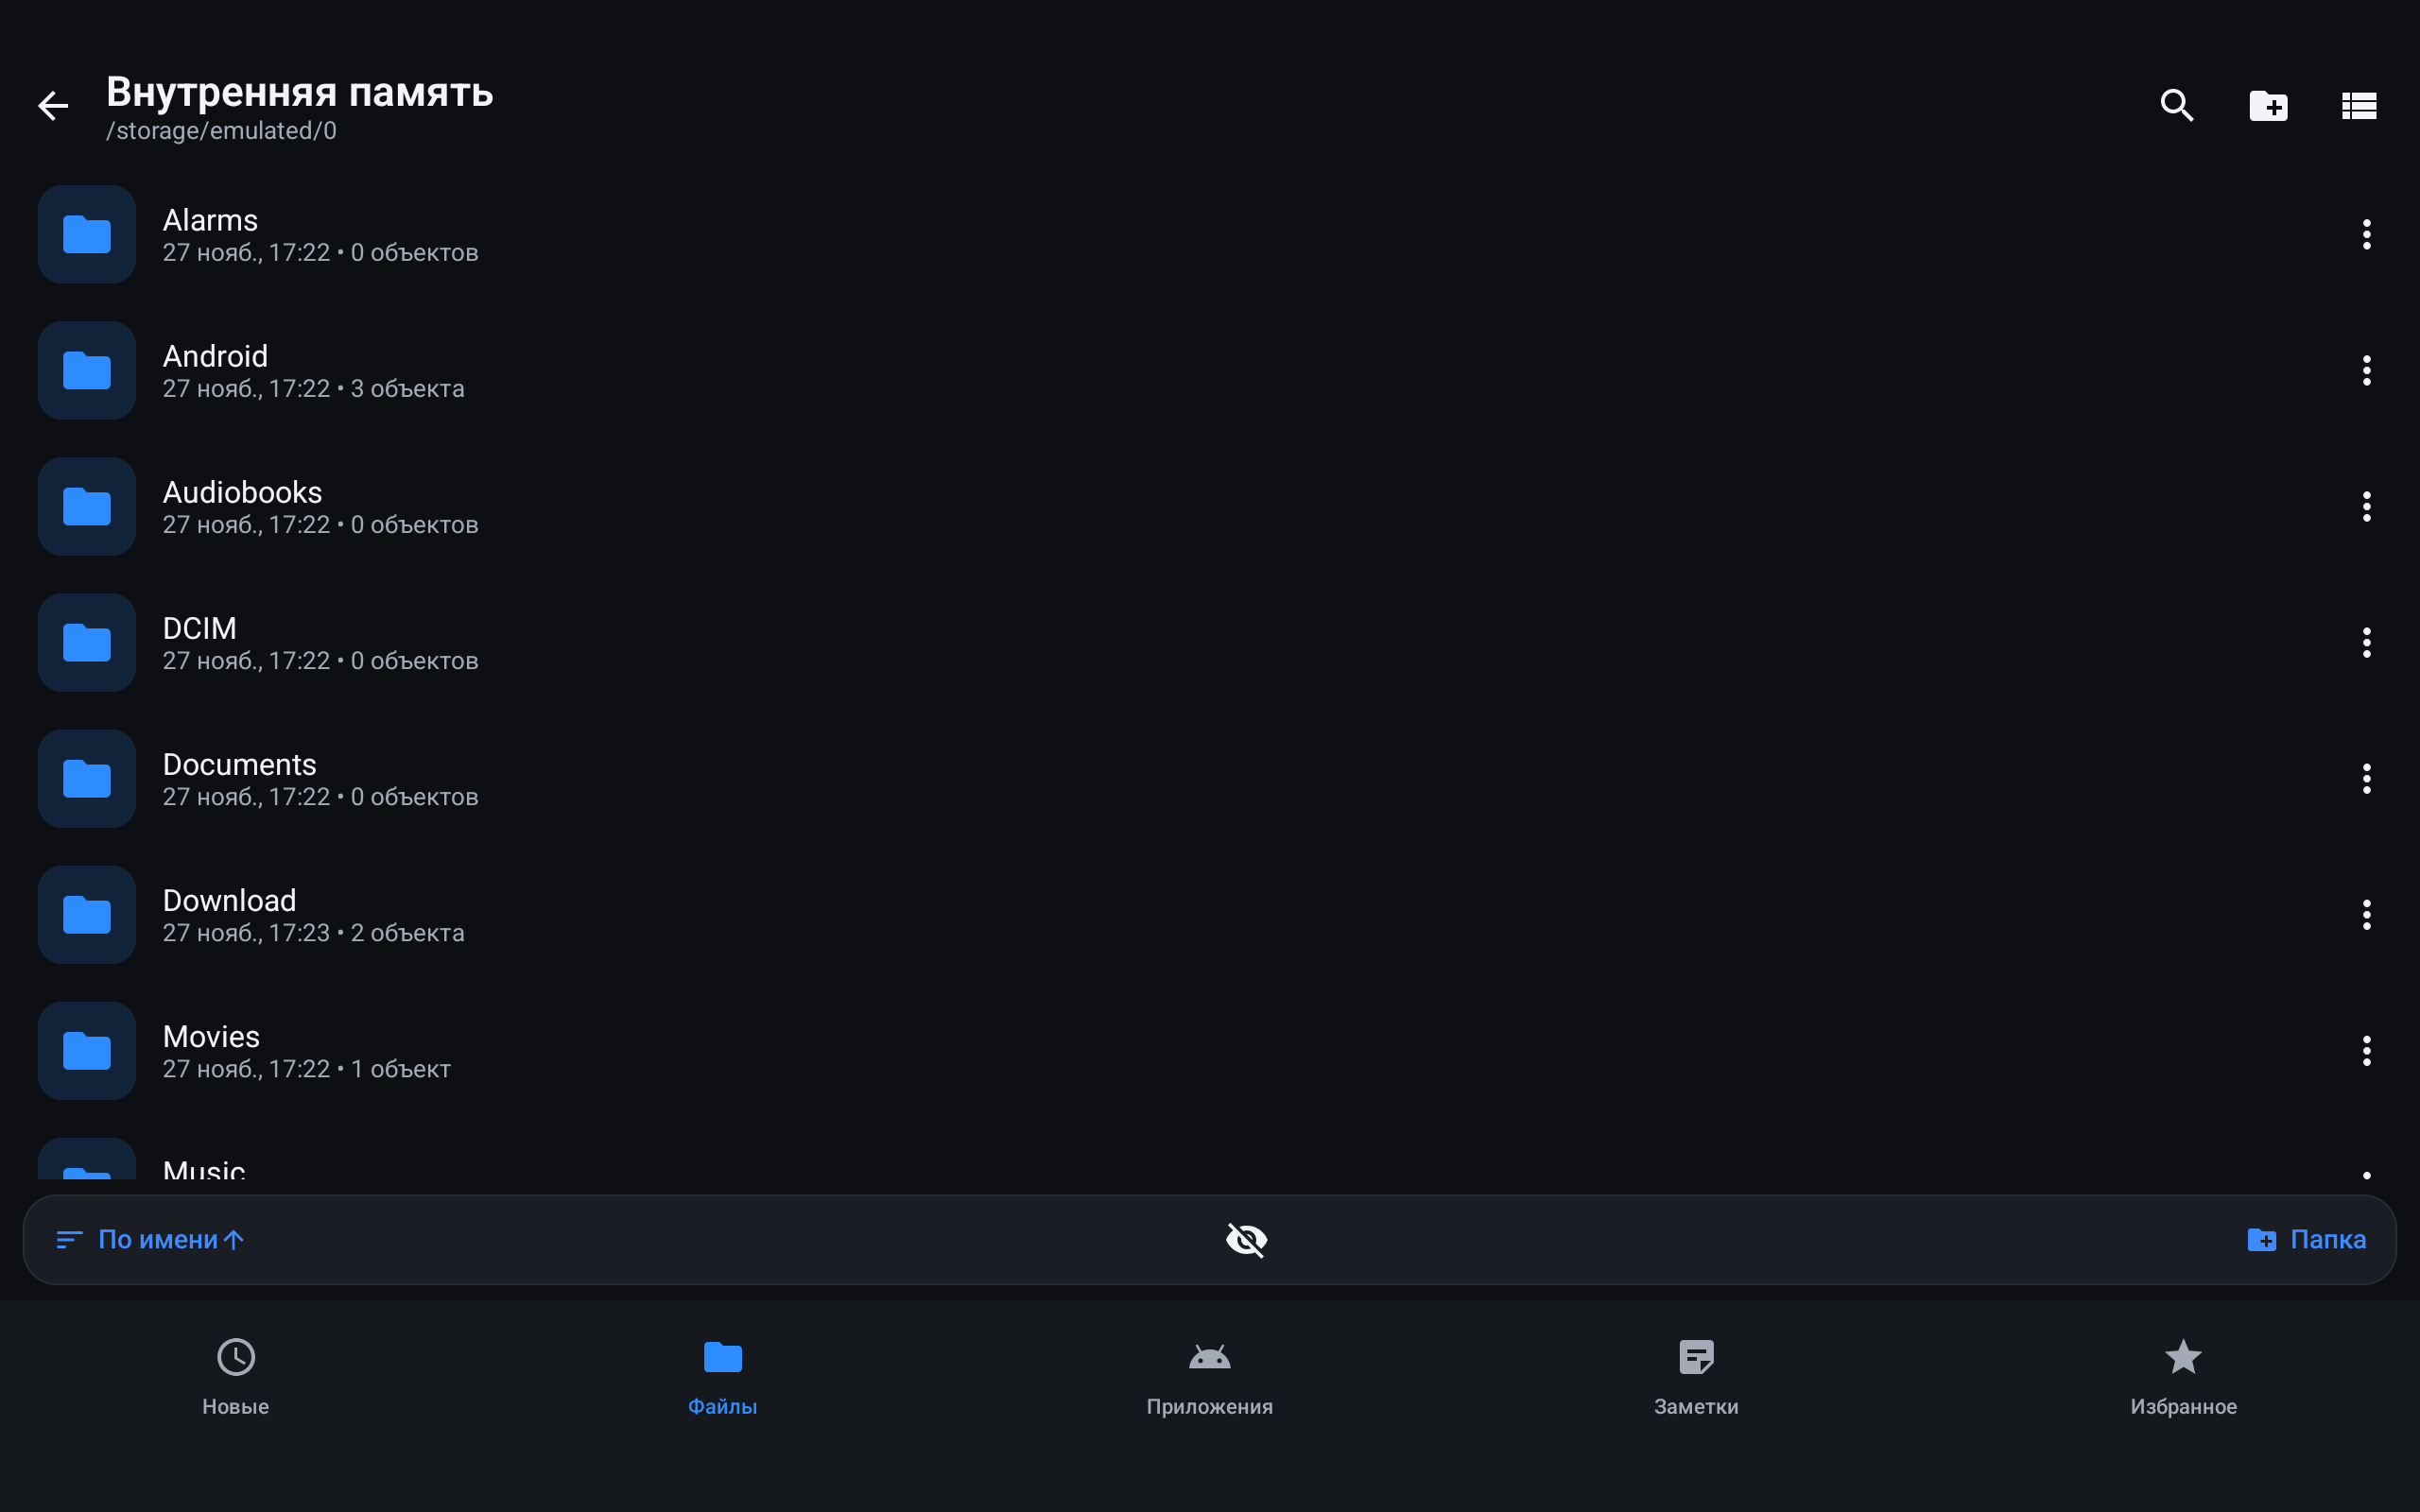 Внутренняя память
/storage/emulated/0
Alarms
27 нояб., 17:22 • 0 объектов
Android
27 нояб., 17:22 • 3 объекта
Audiobooks
27 нояб., 17:22 • 0 объектов
DCIM
27 нояб., 17:22 • 0 объектов
Documents
27 нояб., 17:22 • 0 объектов
Download
27 нояб., 17:23 • 2 объекта
Movies
27 нояб., 17:22 • 1 объект
Music
По имени
Папка
Новые
Файлы
Приложения
Заметки
Избранное